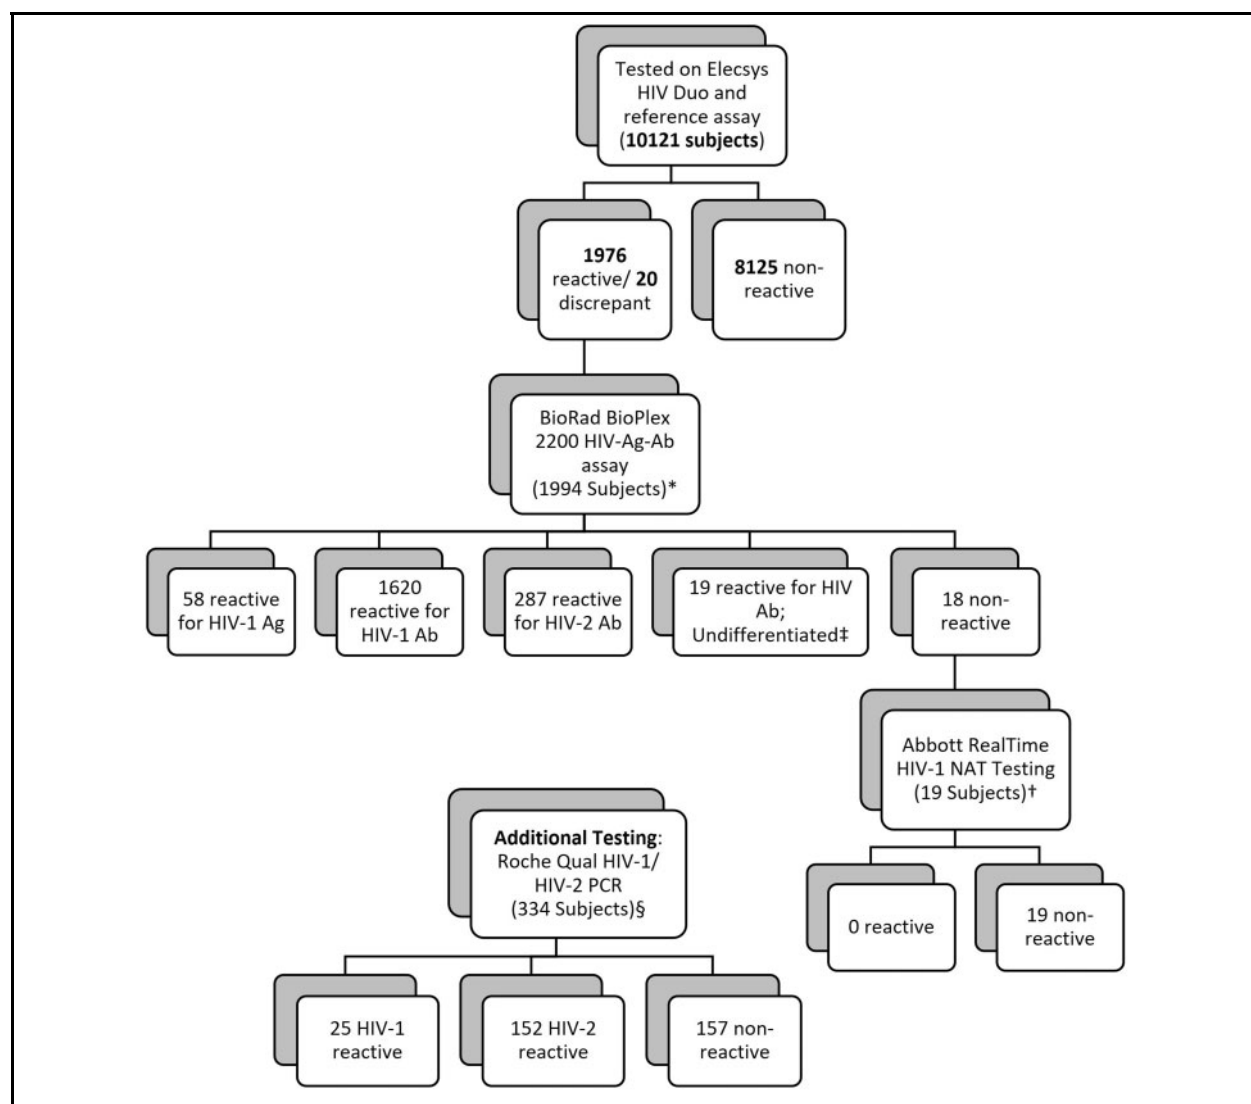 Tested on Elecsys
HIV Duo and
reference assay
(10121 subjects)
1976
reactive/ 20
discrepant
8125 non-
reactive
BioRad BioPlex
2200 HIV-Ag-Ab
assay
(1994 Subjects)*
58 reactive
for HIV-1 Ag
1620
reactive for
HIV-1 Ab
287 reactive
for HIV-2 Ab
19 reactive for HIV
Ab;
Undifferentiated‡
18 non-
reactive
Abbott RealTime
HIV-1 NAT Testing
(19 Subjects)†
0 reactive
19 non-
reactive
Additional Testing:
Roche Qual HIV-1/
HIV-2 PCR
(334 Subjects)§
25 HIV-1
reactive
152 HIV-2
reactive
157 non-
reactive